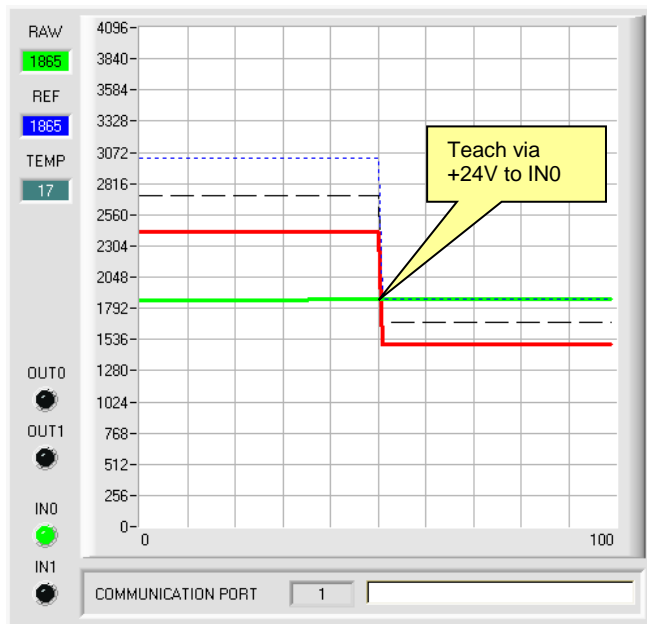 RAW
1865
REF
1865
TEMP
17
OUT0
OUT1
IN0
IN1
4096
3840
3584
3328
3072
2816
2560
2304
2048
1792
1536
1280
1024
768
512
256
0
0
100
Teach via
+24V to IN0
COMMUNICATION PORT 1